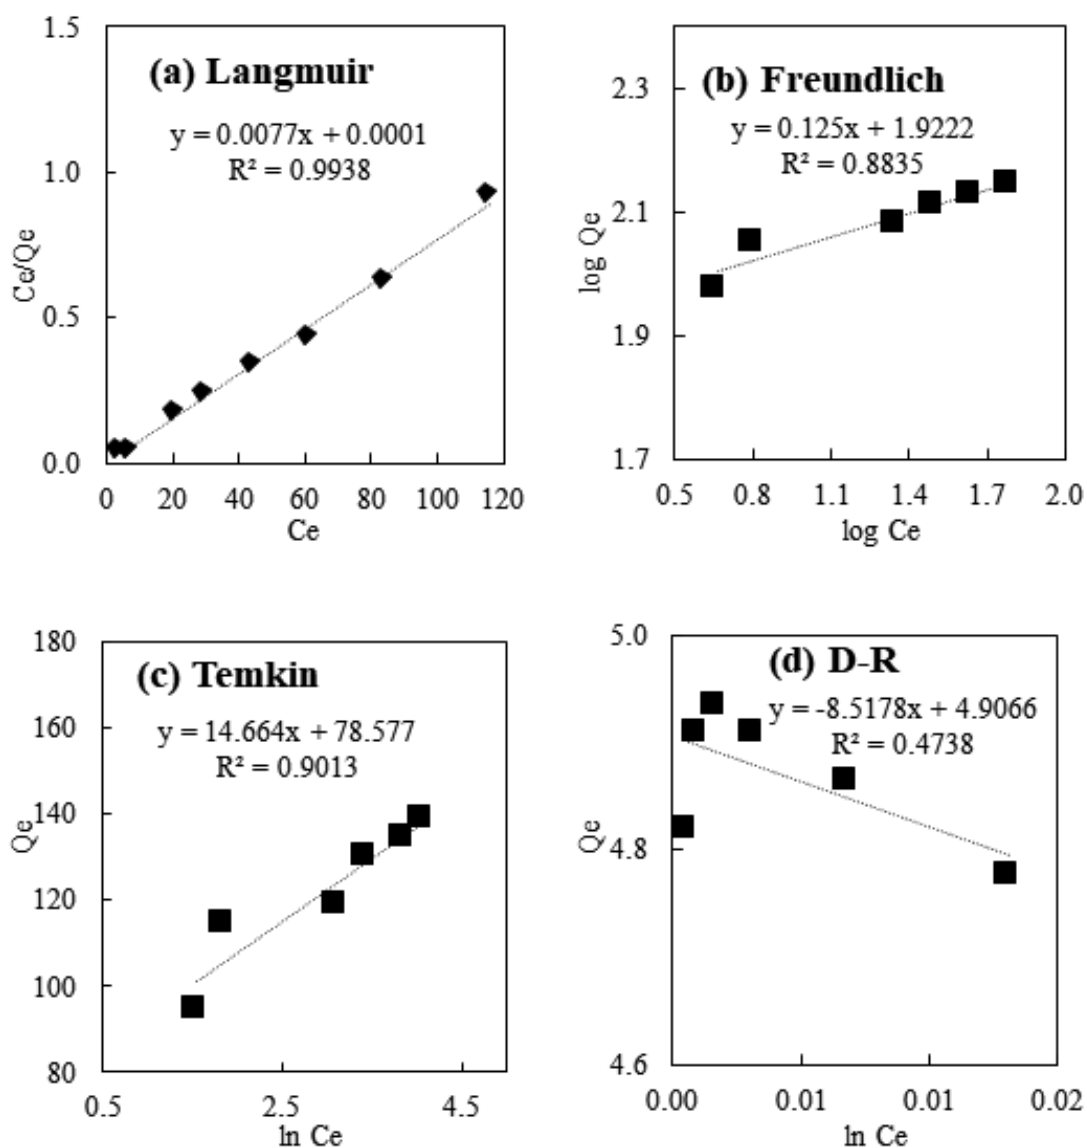 (a) Langmuir
y = 0.0077x + 0.0001
R² = 0.9938
Ce/Qe
1.5
1.0
0.5
0.0
0 20 40 60 80 100 120
Ce
(b) Freundlich
y = 0.125x + 1.9222
R² = 0.8835
log Qe
2.3
2.1
1.9
1.7
0.5 0.8 1.1 1.4 1.7 2.0
log Ce
(c) Temkin
y = 14.664x + 78.577
R² = 0.9013
Qe
180
160
140
120
100
80
0.5 2.5 4.5
ln Ce
(d) D-R
y = -8.5178x + 4.9066
R² = 0.4738
Qe
5.0
4.8
4.6
0.00 0.01 0.01 0.02
ln Ce